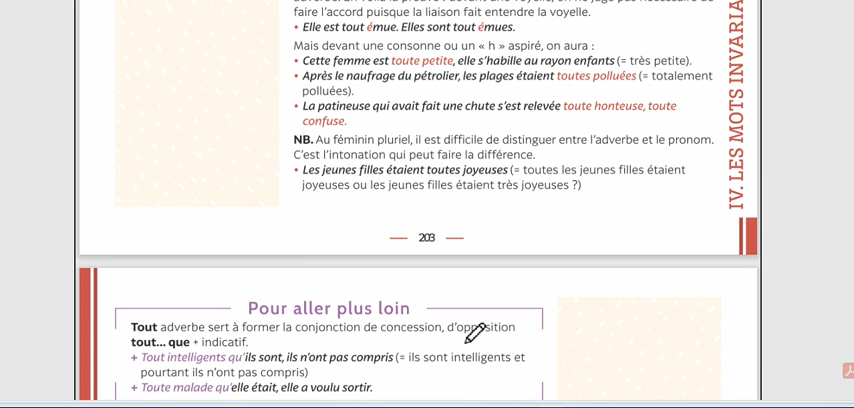 faire l'accord puisque la liaison fait entendre la voyelle.
• Elle est tout émue. Elles sont tout émues.
Mais devant une consonne ou un « h » aspiré, on aura :
• Cette femme est toute petite, elle s'habille au rayon enfants (= très petite).
• Après le naufrage du pétrolier, les plages étaient toutes polluées (= totalement
polluées).
• La patineuse qui avait fait une chute s'est relevée toute honteuse, toute
confuse.
NB. Au féminin pluriel, il est difficile de distinguer entre l'adverbe et le pronom.
C'est l'intonation qui peut faire la différence.
• Les jeunes filles étaient toutes joyeuses (= toutes les jeunes filles étaient
joyeuses ou les jeunes filles étaient très joyeuses ?)
203
IV. LES MOTS INVARIA
Pour aller plus loin
Tout adverbe sert à former la conjonction de concession, d'opposition
tout... que + indicatif.
+ Tout intelligents qu'ils sont, ils n'ont pas compris (= ils sont intelligents et
pourtant ils n'ont pas compris)
+ Toute malade qu'elle était, elle a voulu sortir.